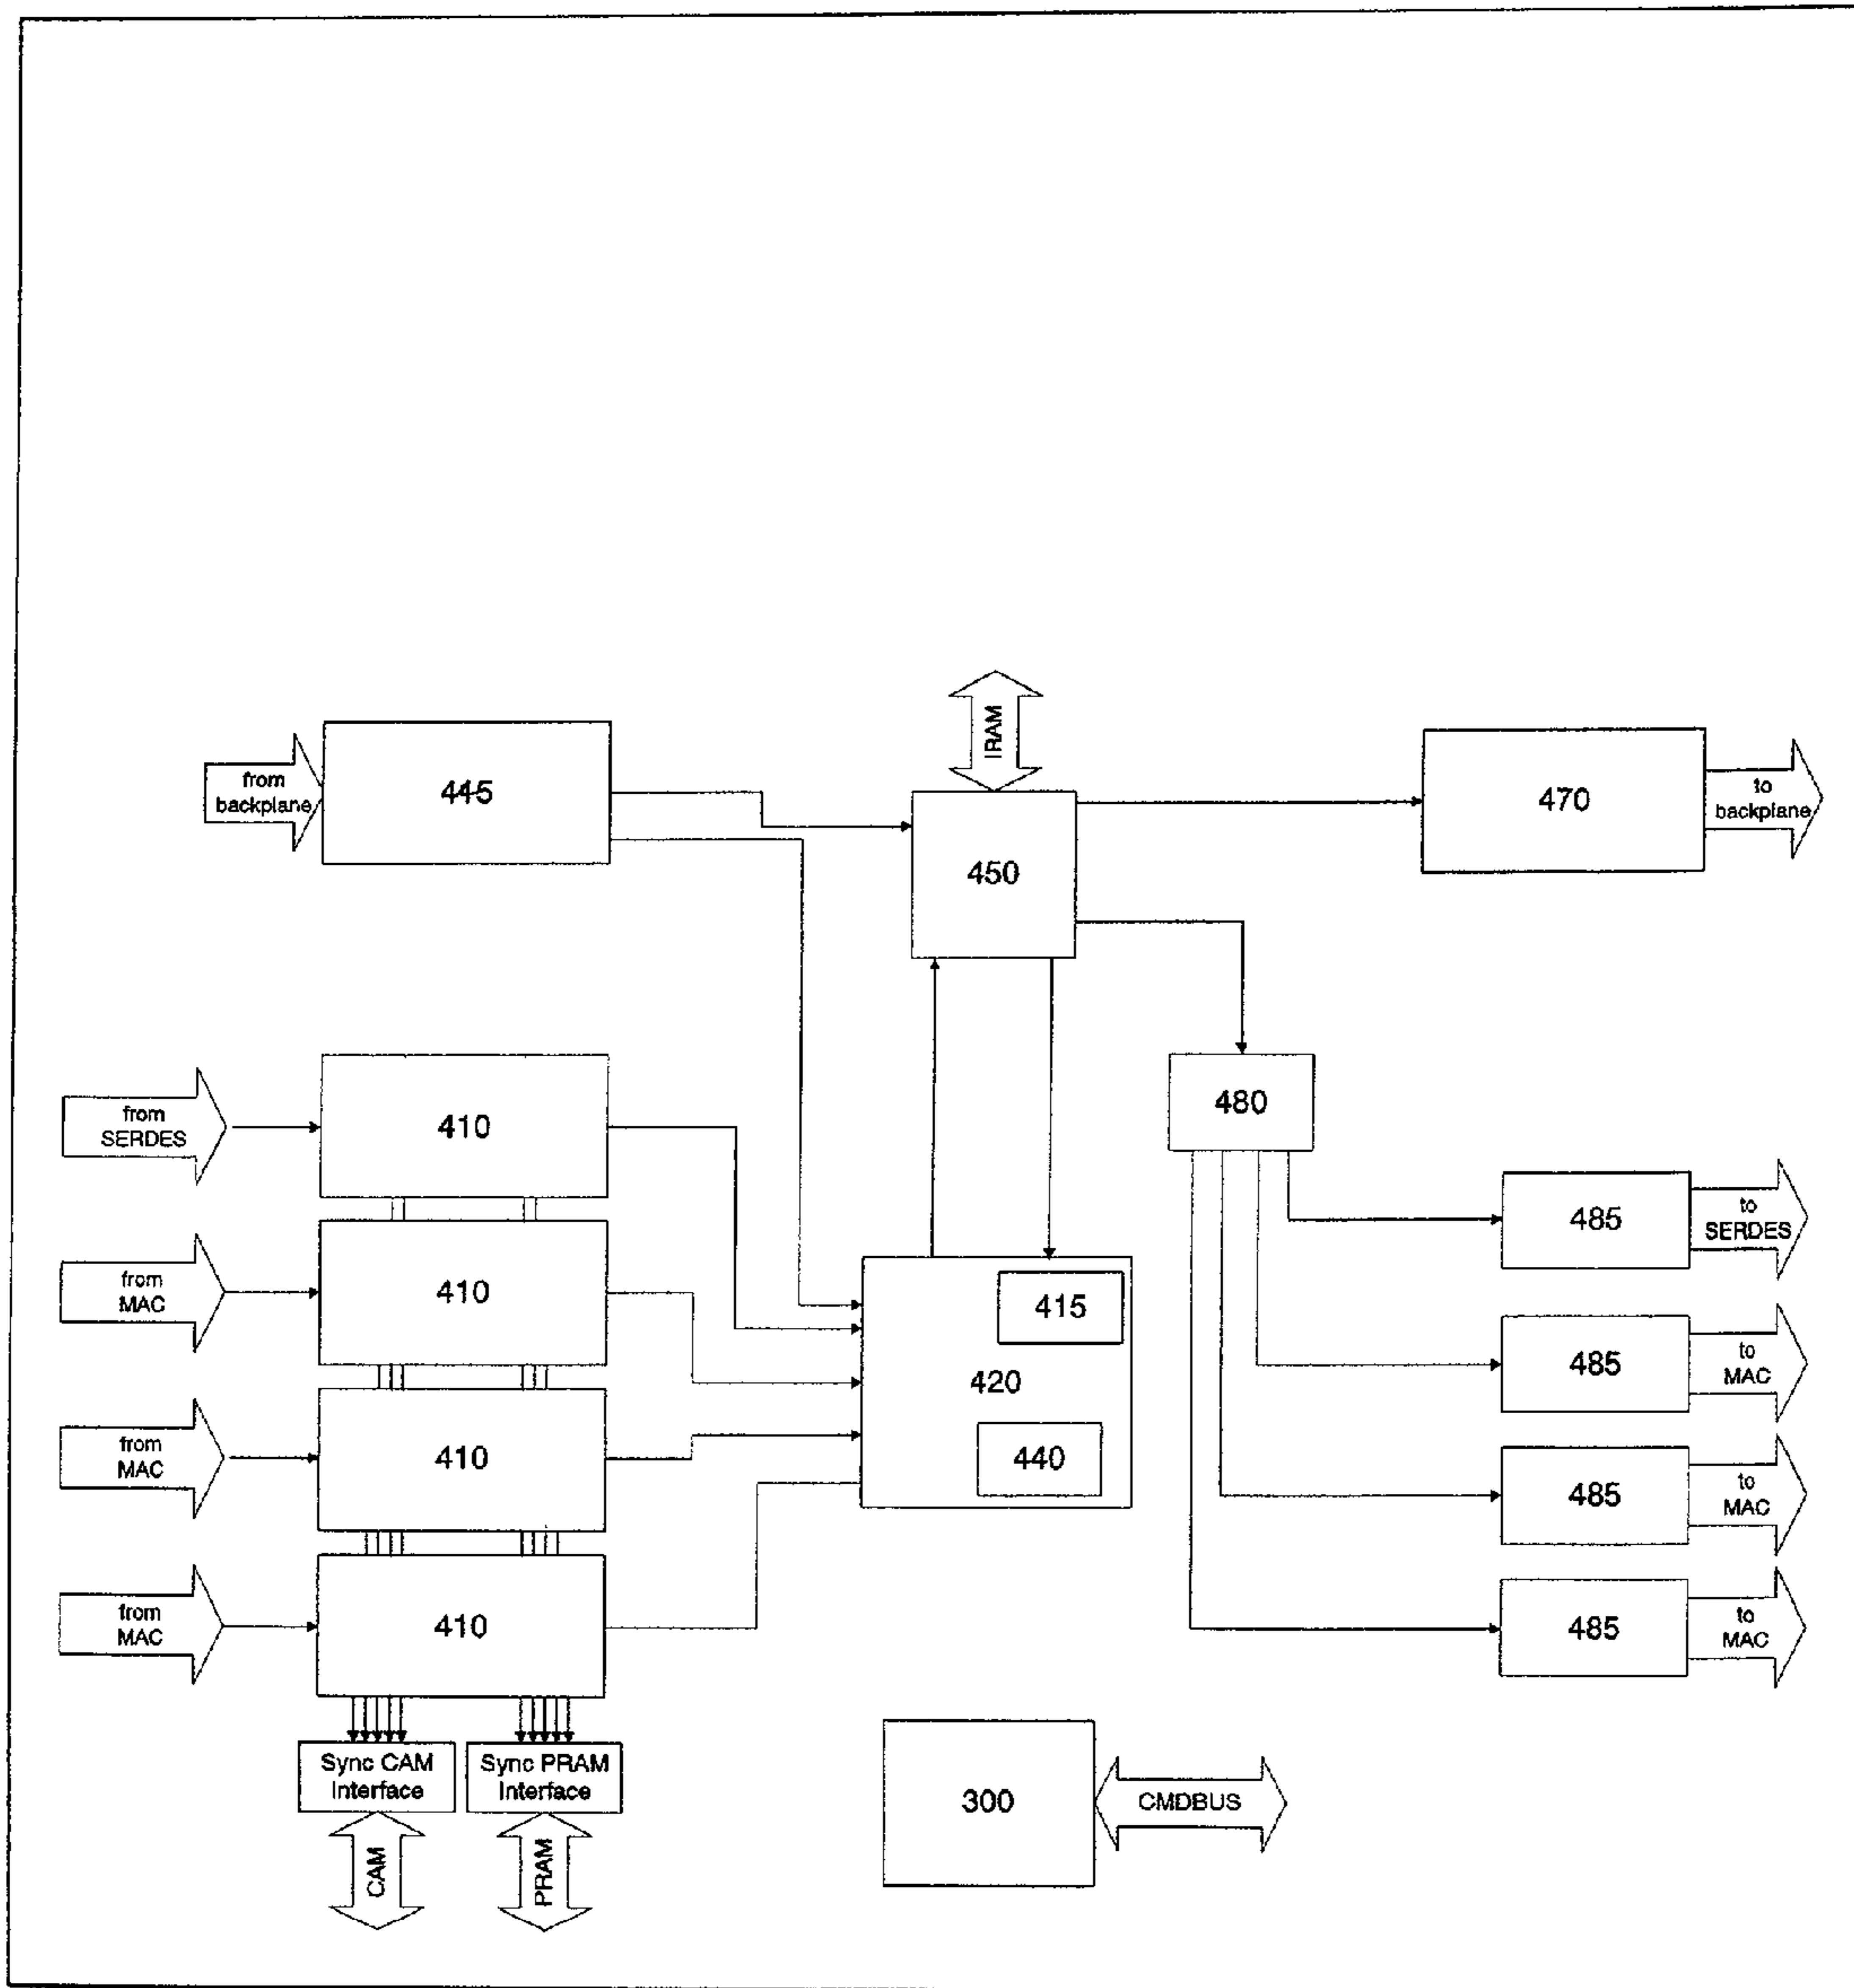 IRAM
from
backplane
445
450
470
to
backplane
from
SERDES
410
480
485
to
SERDES
from
MAC
410
415
420
440
485
to
MAC
from
MAC
410
485
to
MAC
from
MAC
410
485
to
MAC
Sync CAM
Interface
Sync PRAM
Interface
CAM
PRAM
300
CMDBUS